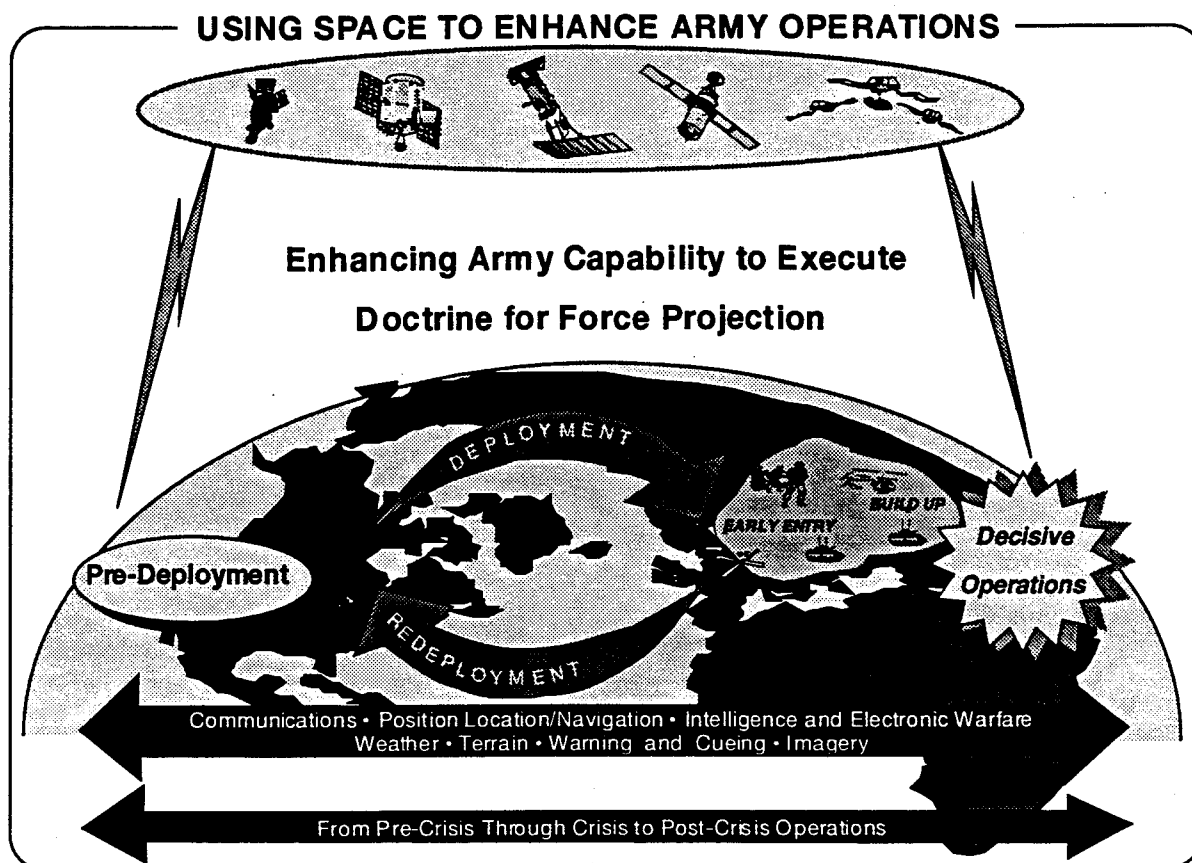 USING SPACE TO ENHANCE ARMY OPERATIONS
Enhancing Army Capability to Execute
Doctrine for Force Projection
DEPLOYMENT
BUILD UP
EARLY ENTRY
Decisive
Operations
Pre-Deployment
REDEPLOYMENT
Communications • Position Location/Navigation • Intelligence and Electronic Warfare
Weather • Terrain • Warning and Cueing • Imagery
From Pre-Crisis Through Crisis to Post-Crisis Operations